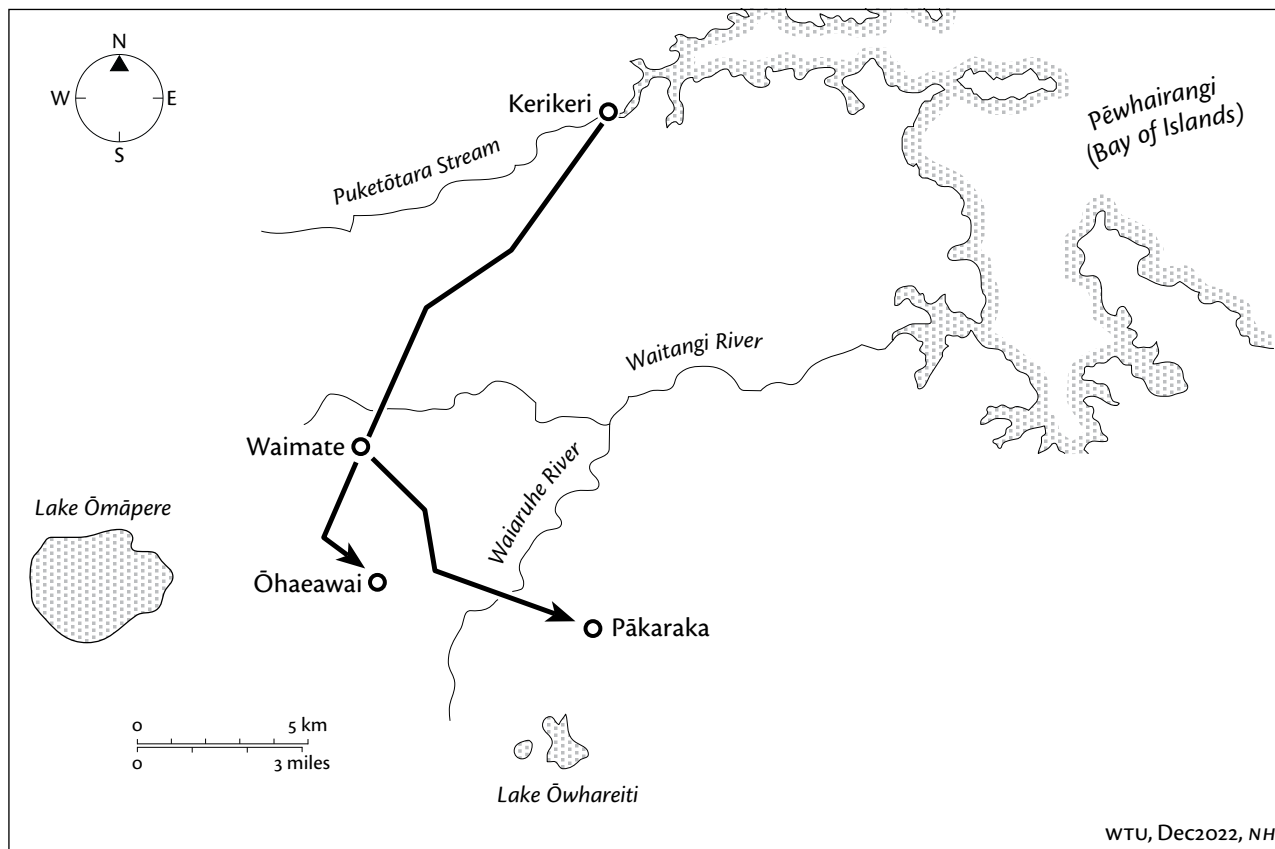 N
W
E
S
Kerikeri
Pēwhairangi
(Bay of Islands)
Puketōtara Stream
Waitangi River
Waimate
Waiaruhe River
Lake Ōmāpere
Ōhaeawai
Pākaraka
0 5 km
0 3 miles
Lake Ōwhareiti
WTU, Dec2022, NH